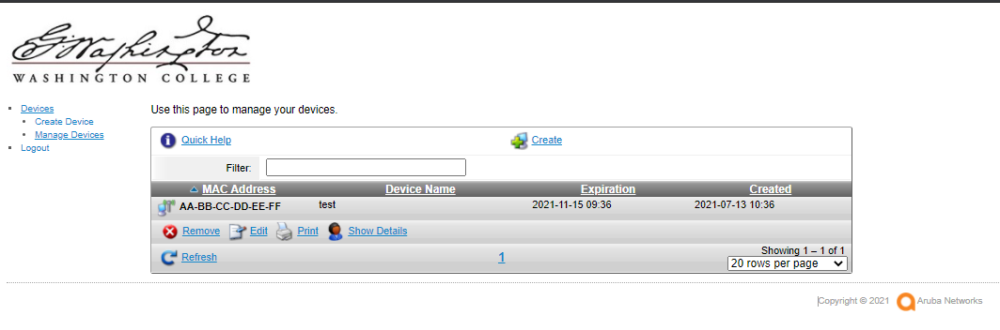 G:Washington
WASHINGTON COLLEGE
Devices
Create Device
Manage Devices
Logout
Use this page to manage your devices.
Quick Help
Create
Filter:
MAC Address Device Name Expiration Created
AA-BB-CC-DD-EE-FF test 2021-11-15 09:36 2021-07-13 10:36
Remove Edit Print Show Details
Showing 1 – 1 of 1
Refresh 1
20 rows per page
Copyright © 2021 Aruba Networks